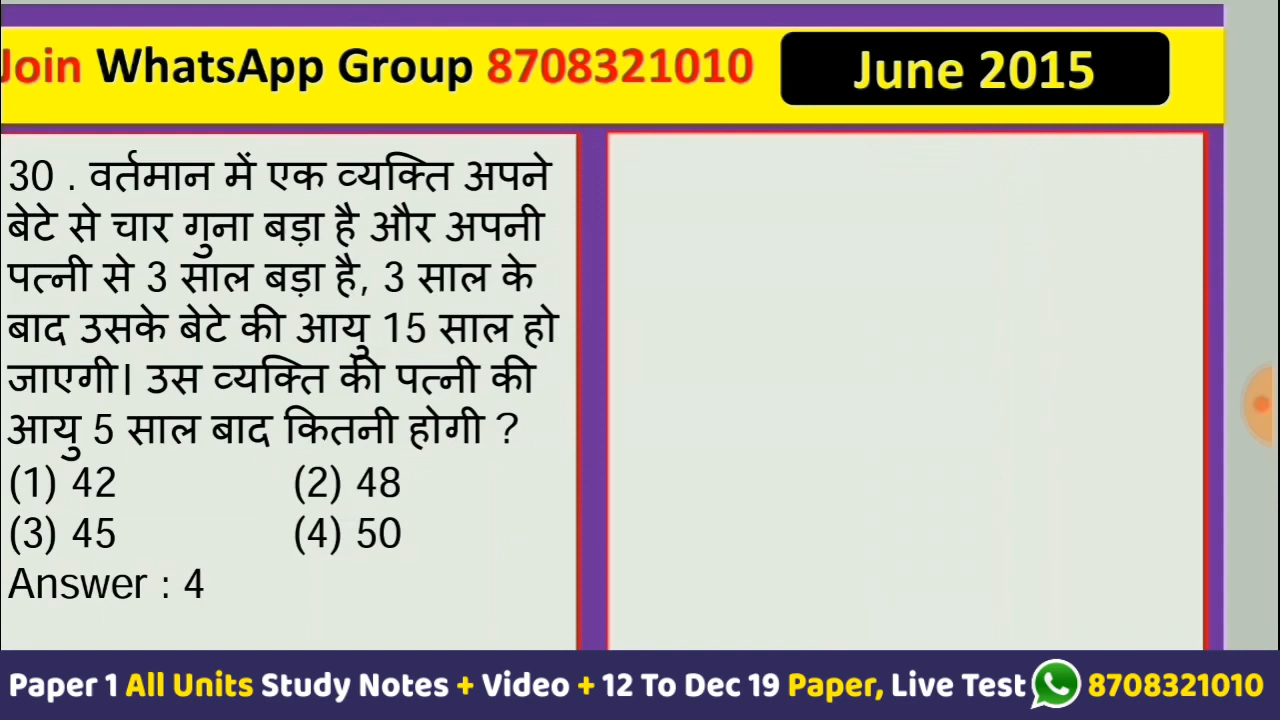 Join WhatsApp Group 8708321010
June 2015
30 . वर्तमान में एक व्यक्ति अपने
बेटे से चार गुना बड़ा है और अपनी
पत्नी से 3 साल बड़ा है, 3 साल के
बाद उसके बेटे की आयु 15 साल हो
जाएगी। उस व्यक्ति की पत्नी की
आयु 5 साल बाद कितनी होगी ?
(1) 42 (2) 48
(3) 45 (4) 50
Answer : 4
Paper 1 All Units Study Notes + Video + 12 To Dec 19 Paper, Live Test 8708321010